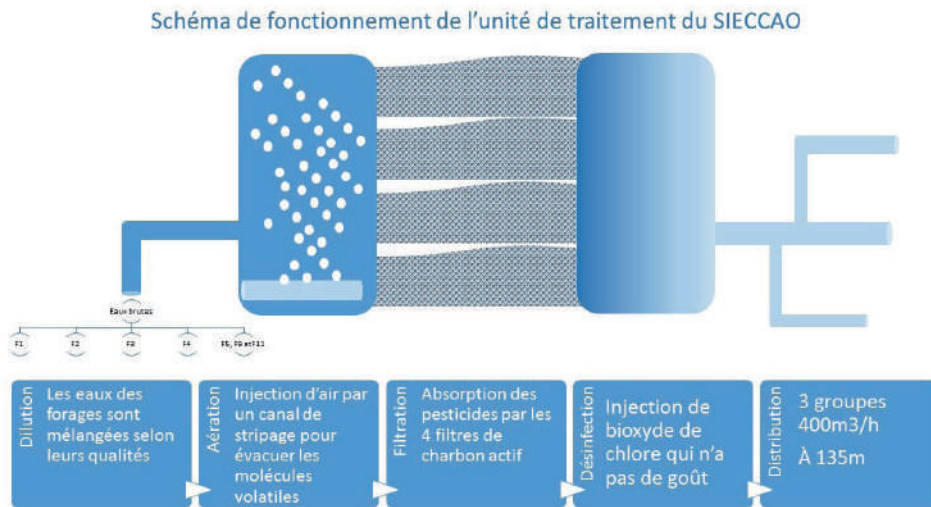 Schéma de fonctionnement de l'unité de traitement du SIECCAO
Eaux brutes
F1
F2
F3
F4
F5, F9 et F11
Dilution
Les eaux des
forages sont
mélangées selon
leurs qualités
Aération
Injection d'air par
un canal de
stripage pour
évacuer les
molécules
volatiles
Filtration
Absorption des
pesticides par les
4 filtres de
charbon actif
Désinfection
Injection de
bioxyde de
chlore qui n'a
pas de goût
Distribution
3 groupes
400m3/h
À 135m